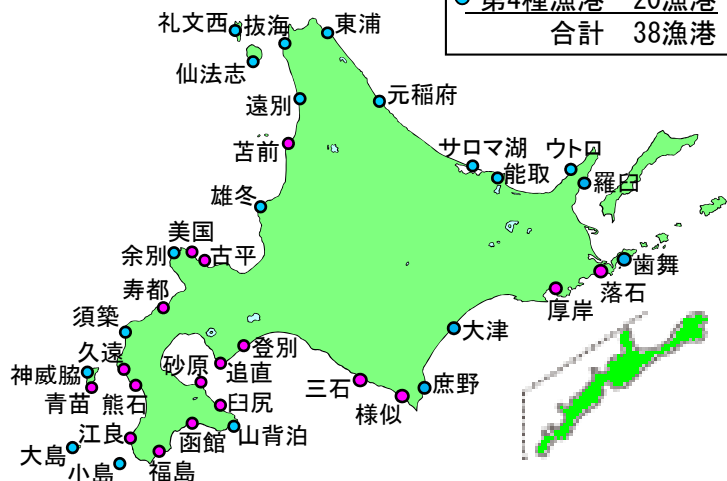 第4種漁港 20漁港
合計 38漁港
礼文西
抜海
東浦
仙法志
遠別
元稲府
苫前
サロマ湖
ウトロ
能取
羅臼
雄冬
美国
余別
古平
歯舞
寿都
落石
厚岸
須築
大津
久遠
砂原
登別
神威脇
追直
三石
庶野
青苗
熊石
臼尻
様似
江良
函館
山背泊
大島
小島
福島